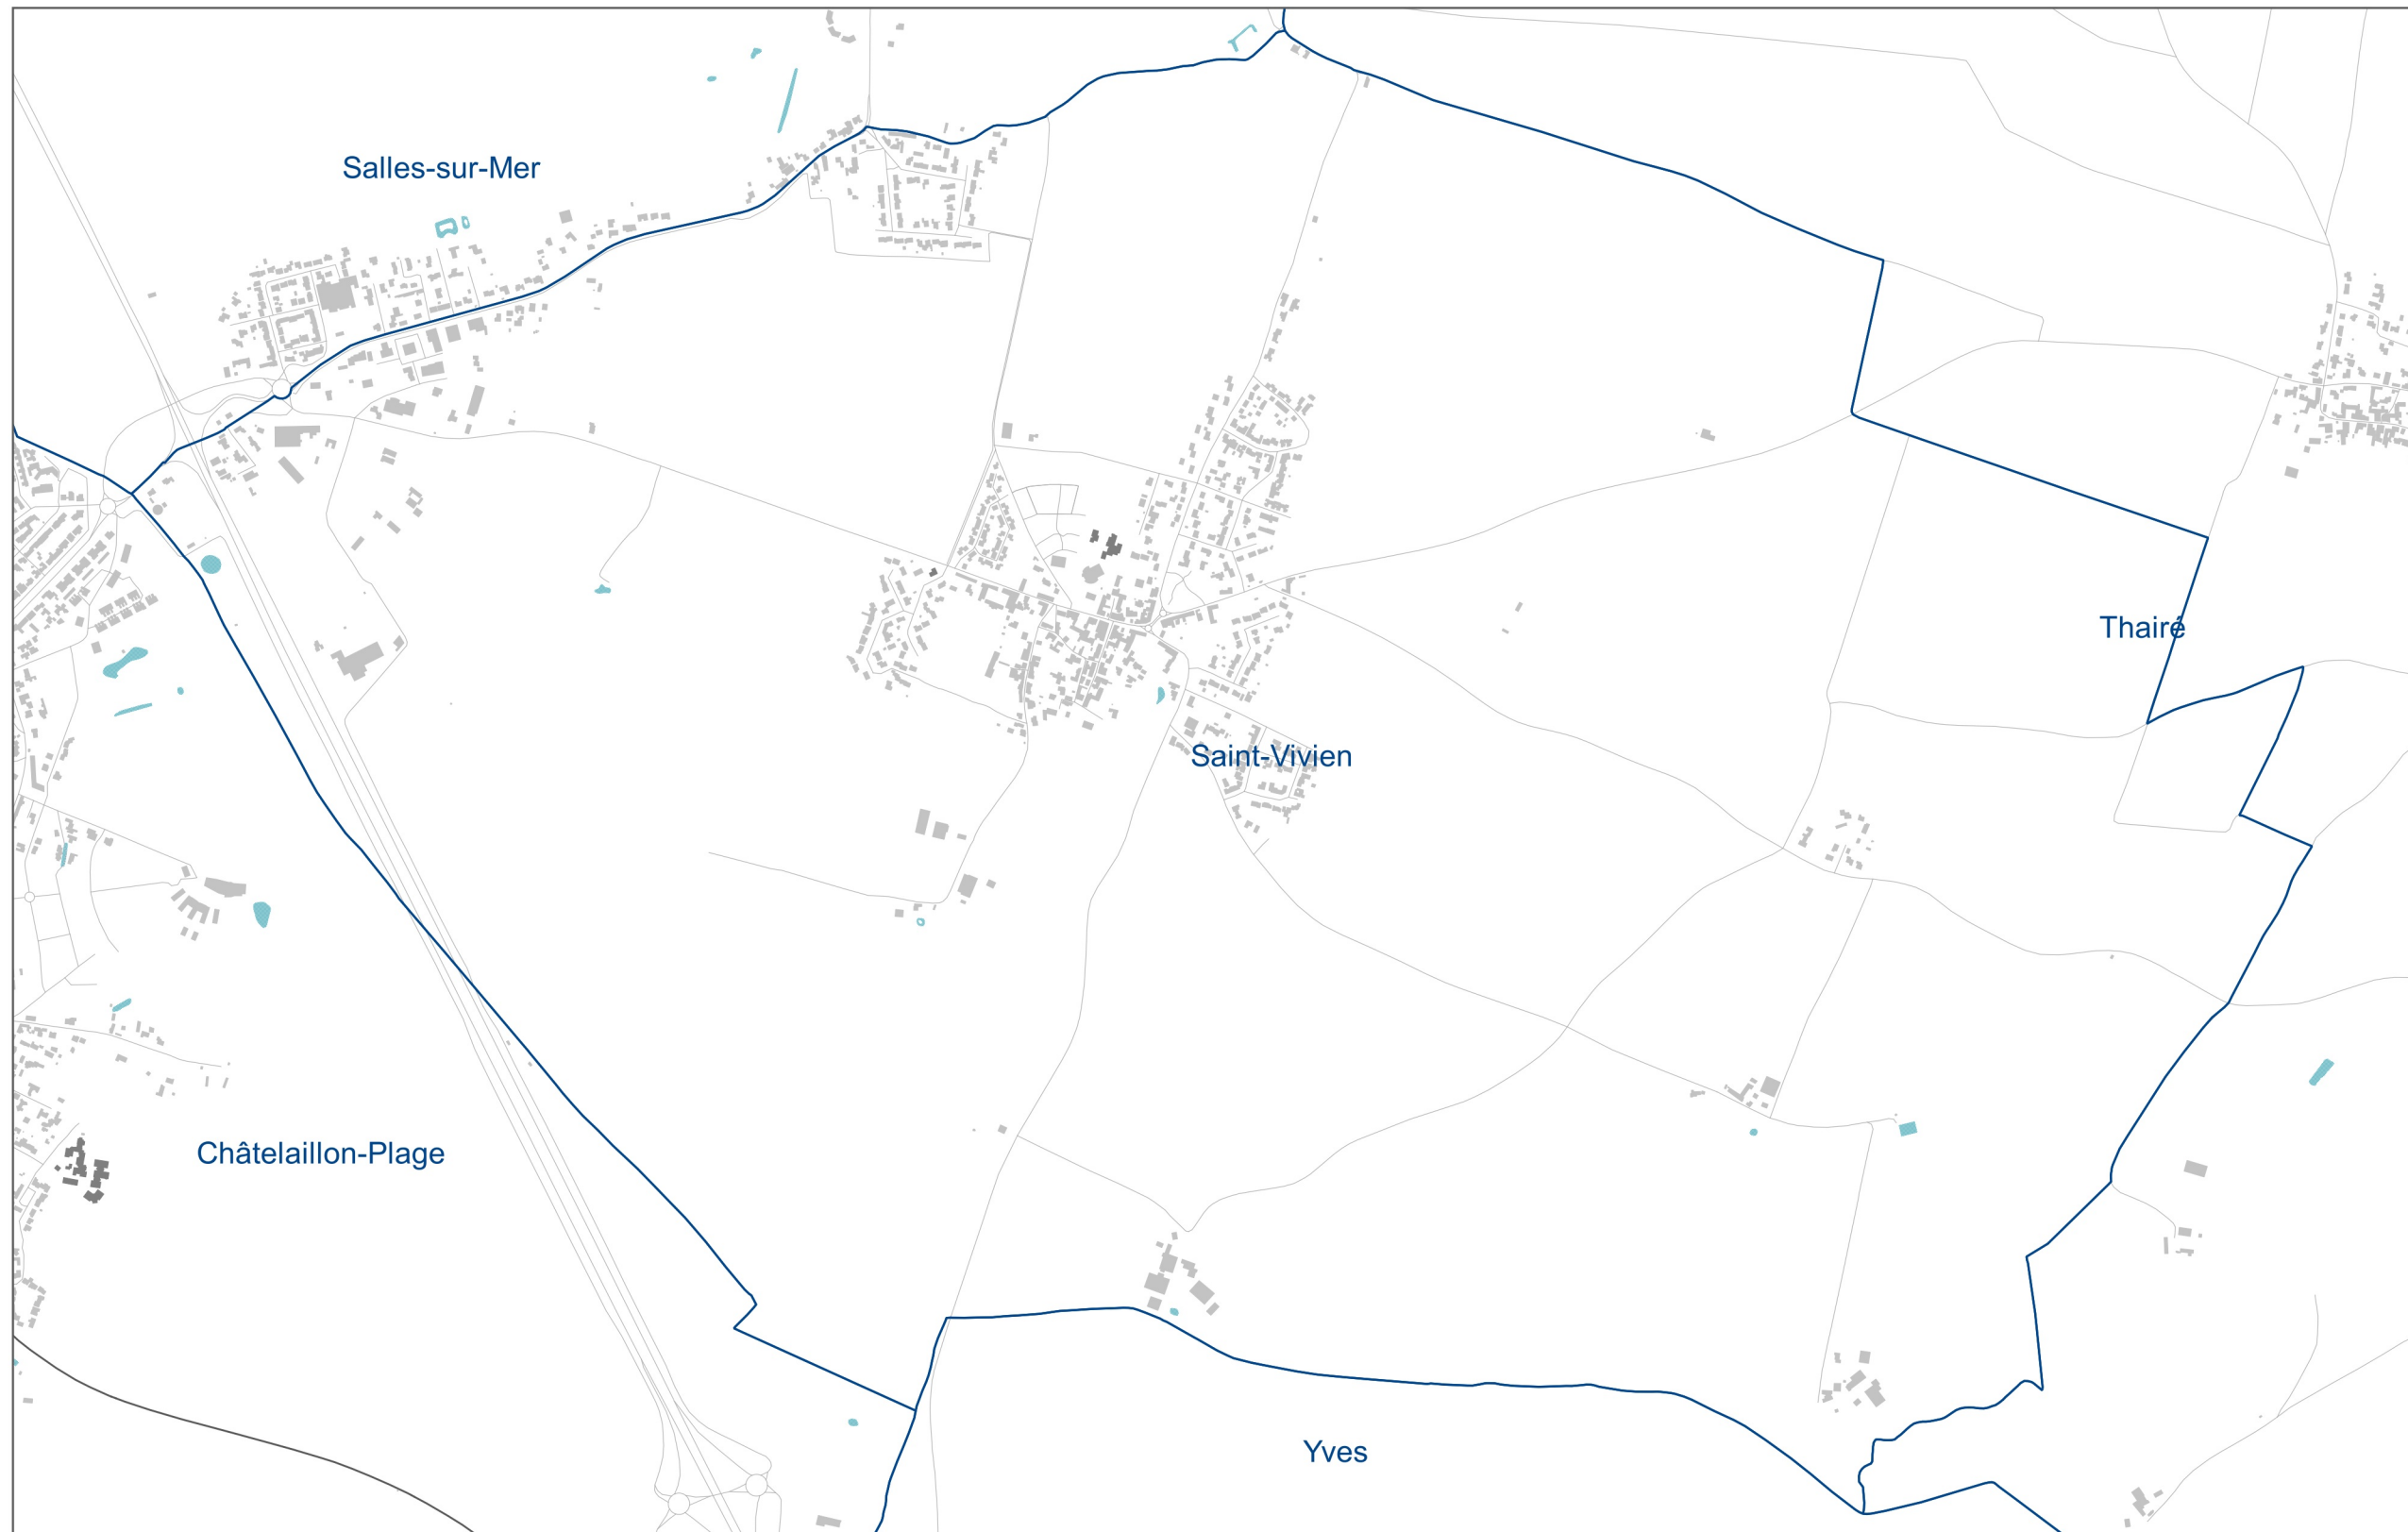 Salles-sur-Mer
Thairé
Saint-Vivien
Châtelaillon-Plage
Yves